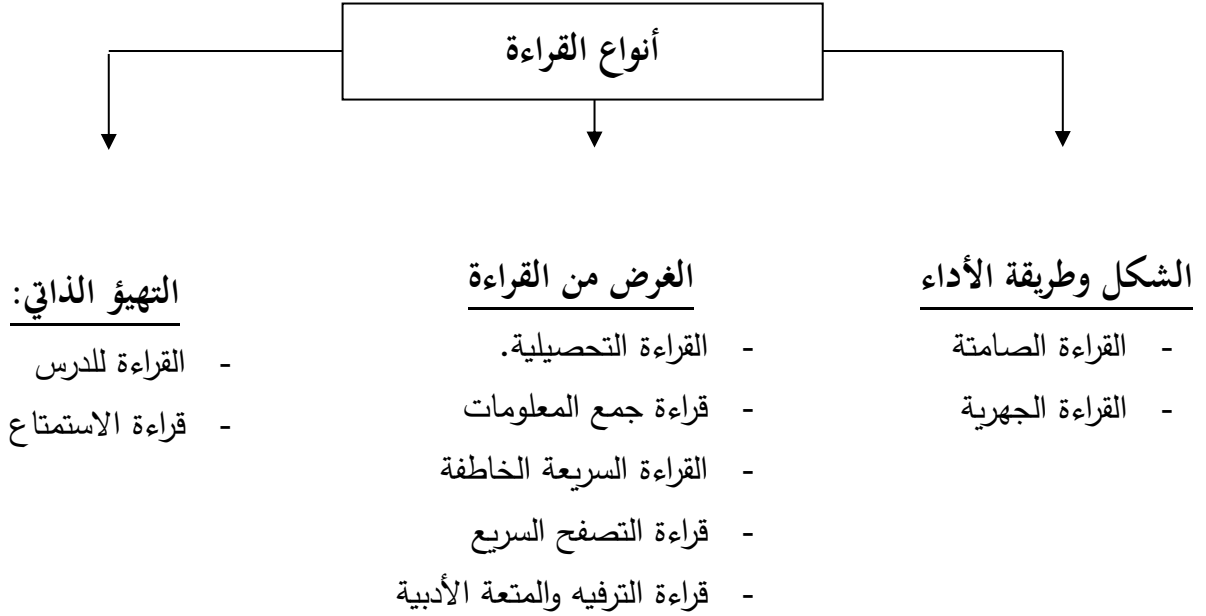 أنواع القراءة
الشكل وطريقة الأداء
- القراءة الصامتة
- القراءة الجهرية
الغرض من القراءة
- القراءة التحصيلية.
- قراءة جمع المعلومات
- القراءة السريعة الخاطفة
- قراءة التصفح السريع
- قراءة الترفيه والمتعة الأدبية
التهيؤ الذاتي:
- القراءة للدرس
- قراءة الاستمتاع